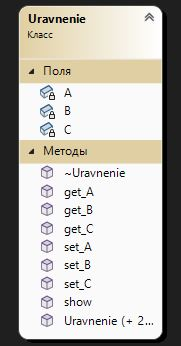 Uravnenie
Класс
Поля
A
B
C
Методы
~Uravnenie
get_A
get_B
get_C
set_A
set_B
set_C
show
Uravnenie (+ 2...